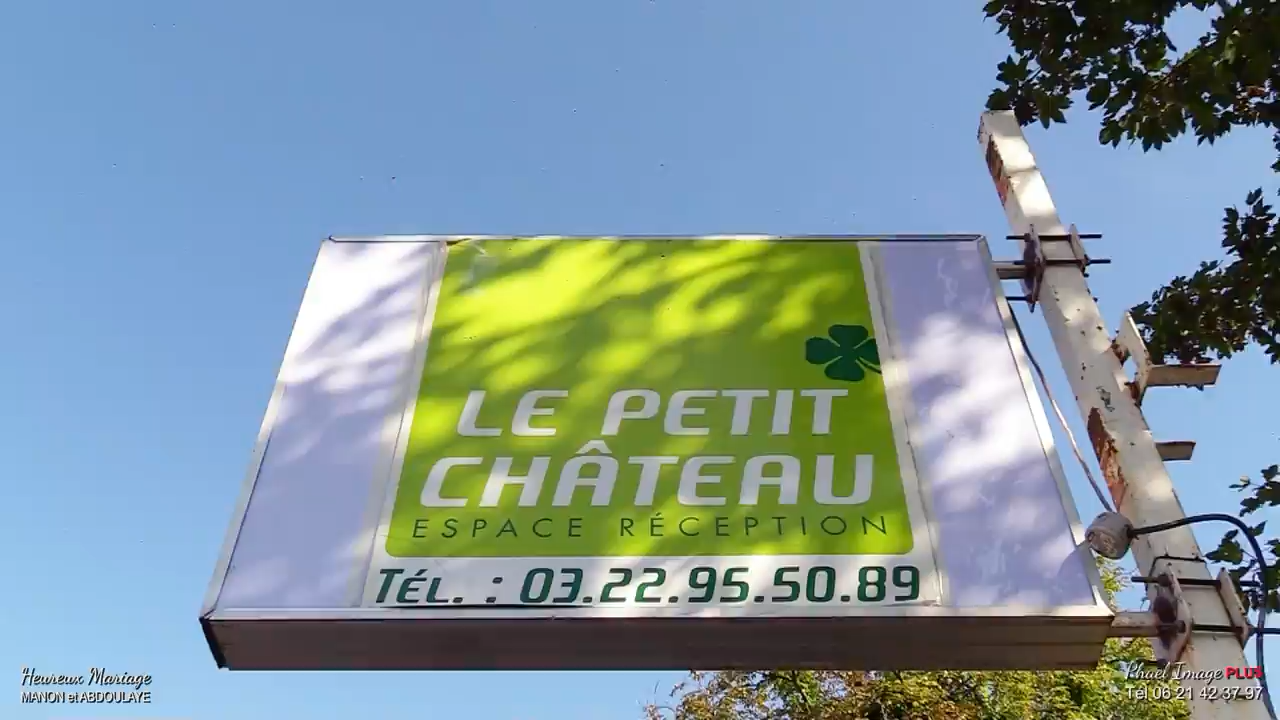 LE PETIT
CHÂTEAU
ESPACE RÉCEPTION
TÉL. : 03.22.95.50.89
Heureux Mariage
MANON et ABDOULAYE
Phael Image PLUS
Tél 06 21 42 37 97